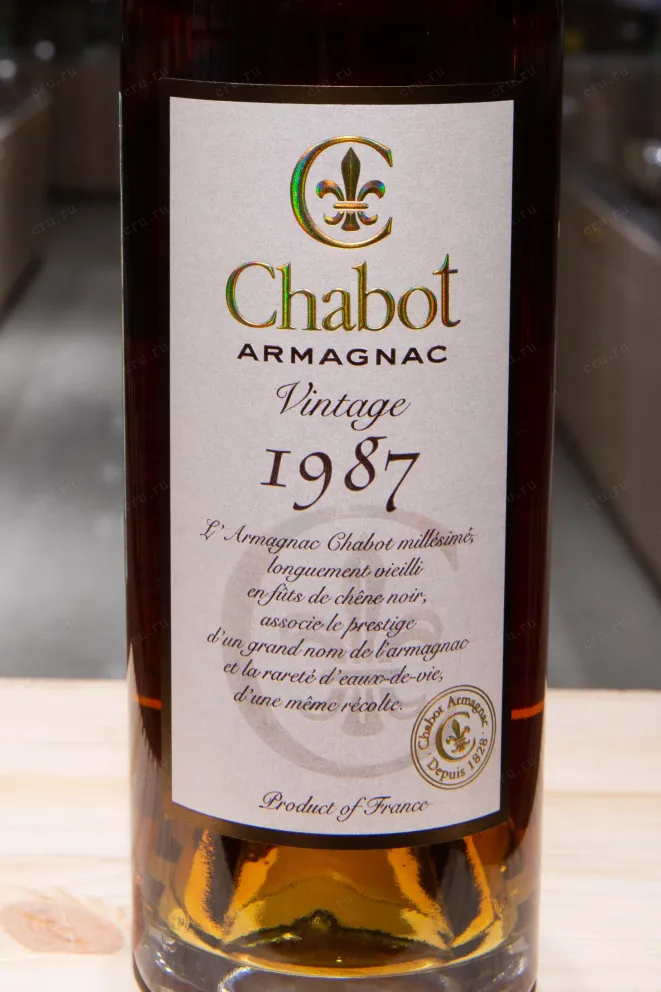 C
Chabot
ARMAGNAC
Vintage
1987
L'Armagnac Chabot millésimé,
longuement vieilli
en fûts de chêne noir,
associe le prestige
d'un grand nom de l'armagnac
et la rareté d'eaux-de-vie,
d'une même récolte.
Chabot Armagnac
C
· Depuis 1828 ·
Product of France
cru.ru